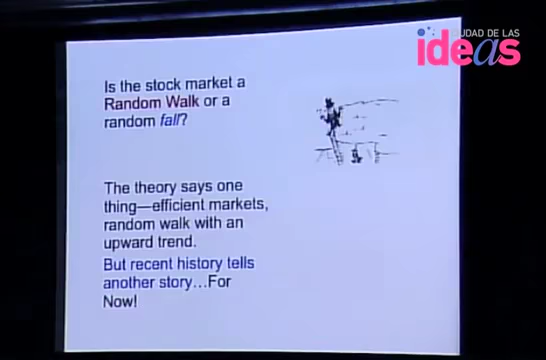 CIUDAD DE LAS
ideas
Is the stock market a
Random Walk or a
random fall?
The theory says one
thing—efficient markets,
random walk with an
upward trend.
But recent history tells
another story…For
Now!